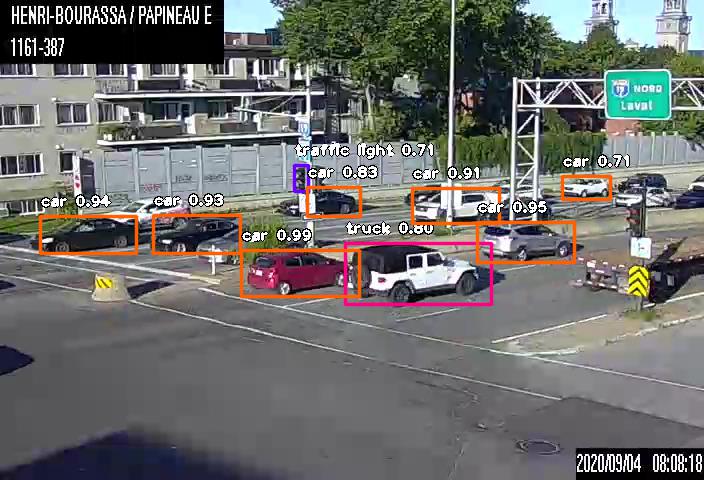 HENRI-BOURASSA / PAPINEAU E
1161-387
19 NORD
Laval
traffic light 0.71
car 0.83
car 0.91
car 0.71
car 0.94
car 0.93
car 0.95
car 0.99
truck 0.80
2020/09/04 08:08:18